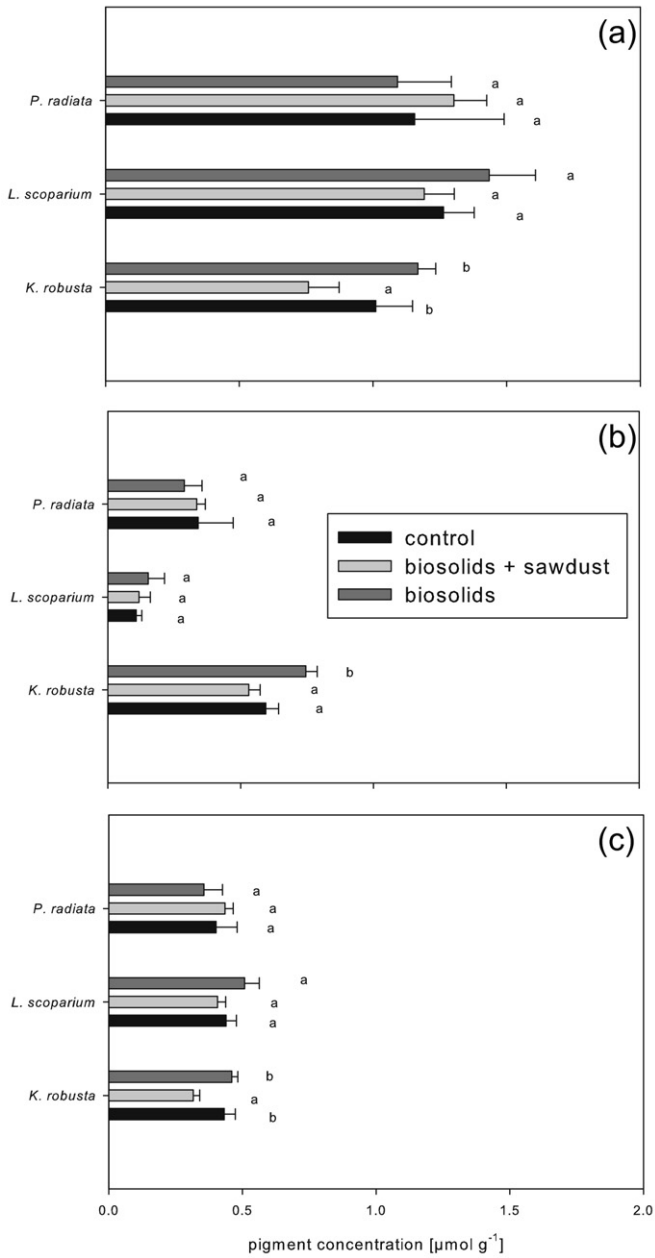 (a)
a
P. radiata
a
a
a
L. scoparium
a
a
b
K. robusta
a
b
(b)
a
P. radiata
a
a
control
biosolids + sawdust
biosolids
a
L. scoparium
a
a
b
K. robusta
a
a
(c)
a
P. radiata
a
a
a
L. scoparium
a
a
b
K. robusta
a
b
0.0 0.5 1.0 1.5 2.0
pigment concentration [µmol g⁻¹]